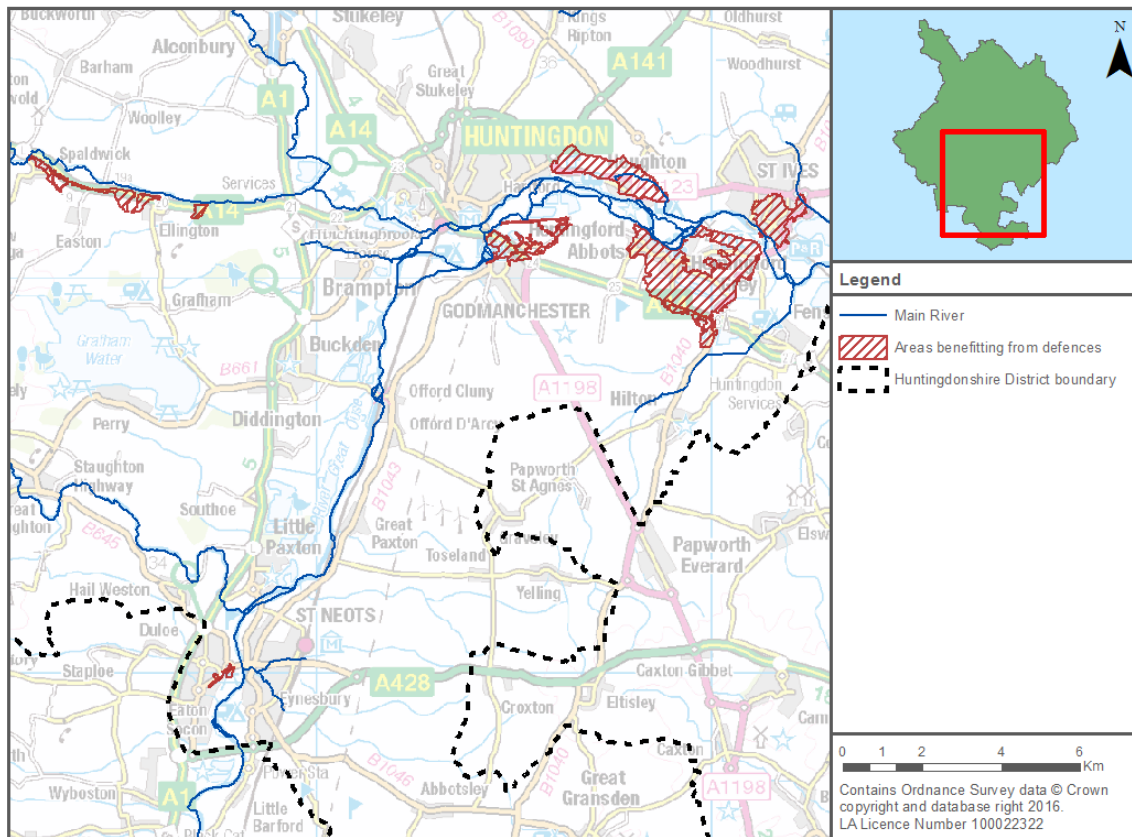 Stukeley
Kings
Ripton
Oldhurst
Alconbury
B1090
A141
Woodhurst
Buckworth
Barham
Great
Stukeley
A1
Woolley
A14
HUNTINGDON
Spaldwick
Services
ST IVES
A14
Easton
Ellington
Abbots
Brampton
Grafham
GODMANCHESTER
Buckden
Grafham
Water
B661
Offord Cluny
A1198
B1040
Hilton
Huntingdon
Services
Diddington
Offord D'Arcy
Perry
Staughton
Highway
Papworth
St Agnes
B1043
Southoe
Great
Paxton
Little
Paxton
B645
Toseland
Graveley
Papworth
Everard
Hail Weston
Yelling
ST NEOTS
Duloe
Staploe
A428
Caxton Gibbet
Eynesbury
Eaton
Socon
Croxton
Eltisley
Caxton
Power Sta
B1046
Abbotsley
B1040
Great
Gransden
A1198
Wyboston
A1
Little
Barford
N
Legend
Main River
Areas benefitting from defences
Huntingdonshire District boundary
0 1 2 4 6
Km
Contains Ordnance Survey data © Crown
copyright and database right 2016.
LA Licence Number 100022322